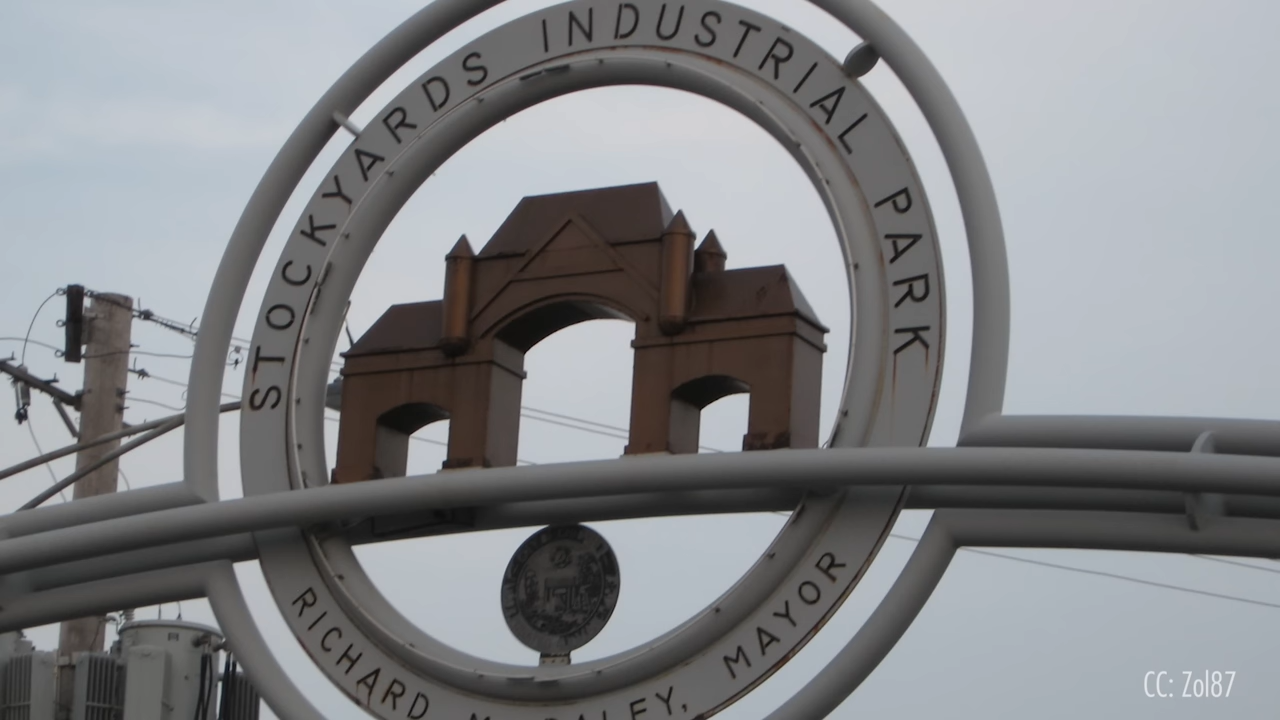 STOCKYARDS INDUSTRIAL PARK
RICHARD M. DALEY, MAYOR
CC: Zol87